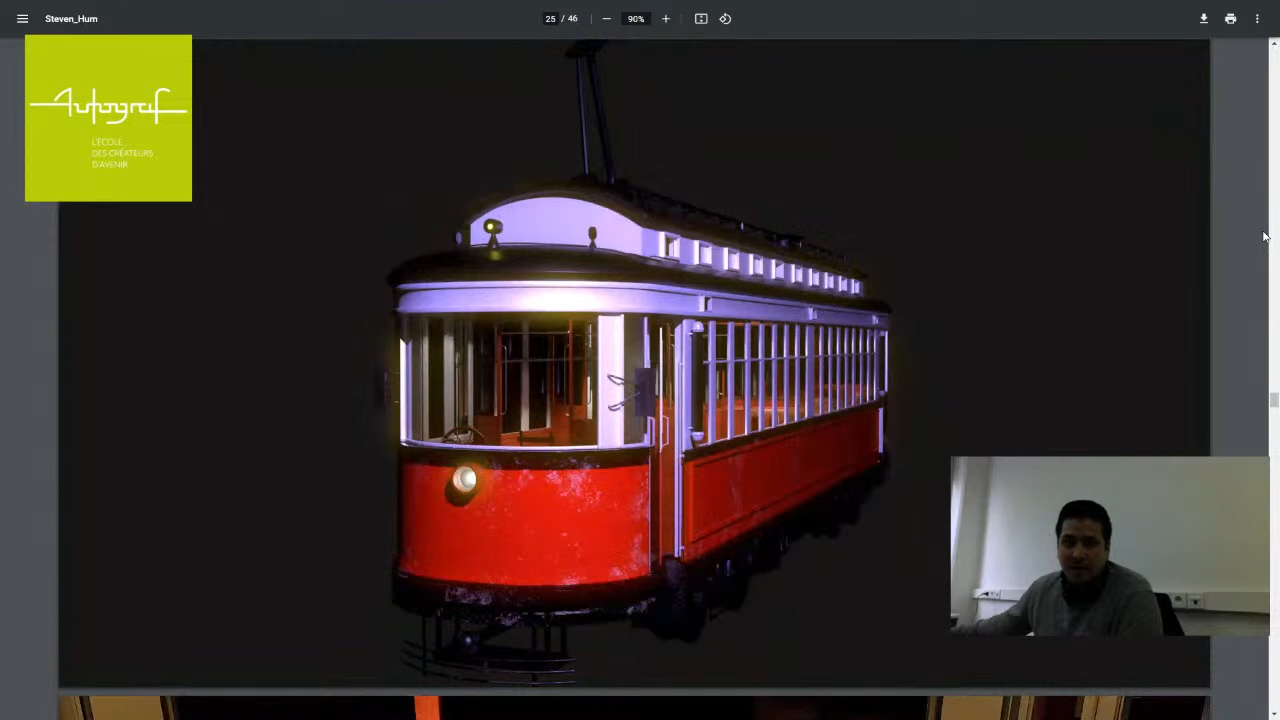 Steven_Hum
25 / 46
90%
Autograf
L'ÉCOLE
DES CRÉATEURS
D'AVENIR